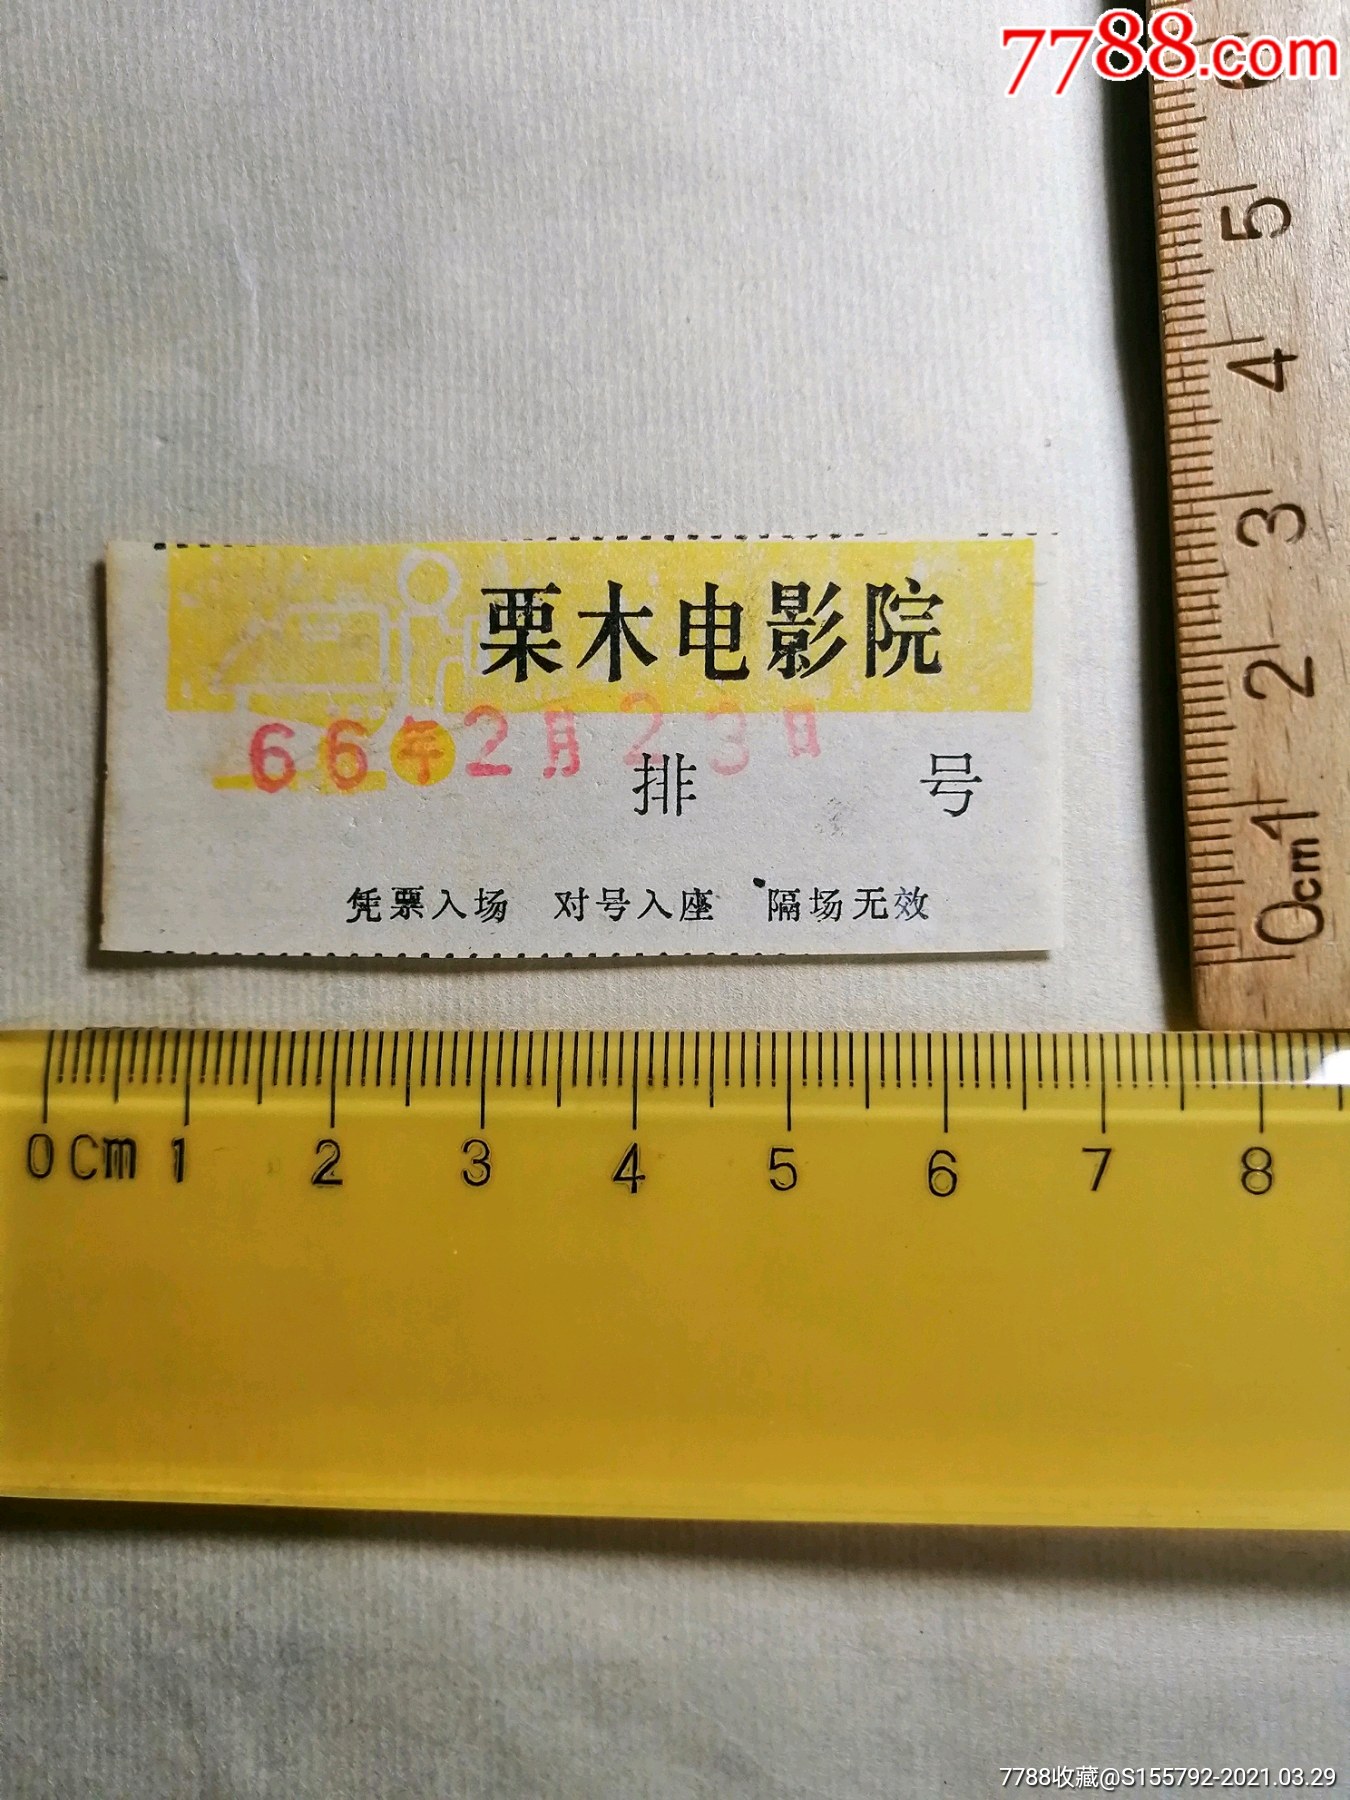 7788.com
6
5
4
3
2
1
0cm
栗木电影院
66年2月23日
排 号
凭票入场 对号入座 隔场无效
0cm 1 2 3 4 5 6 7 8
7788收藏@S155792-2021.03.29